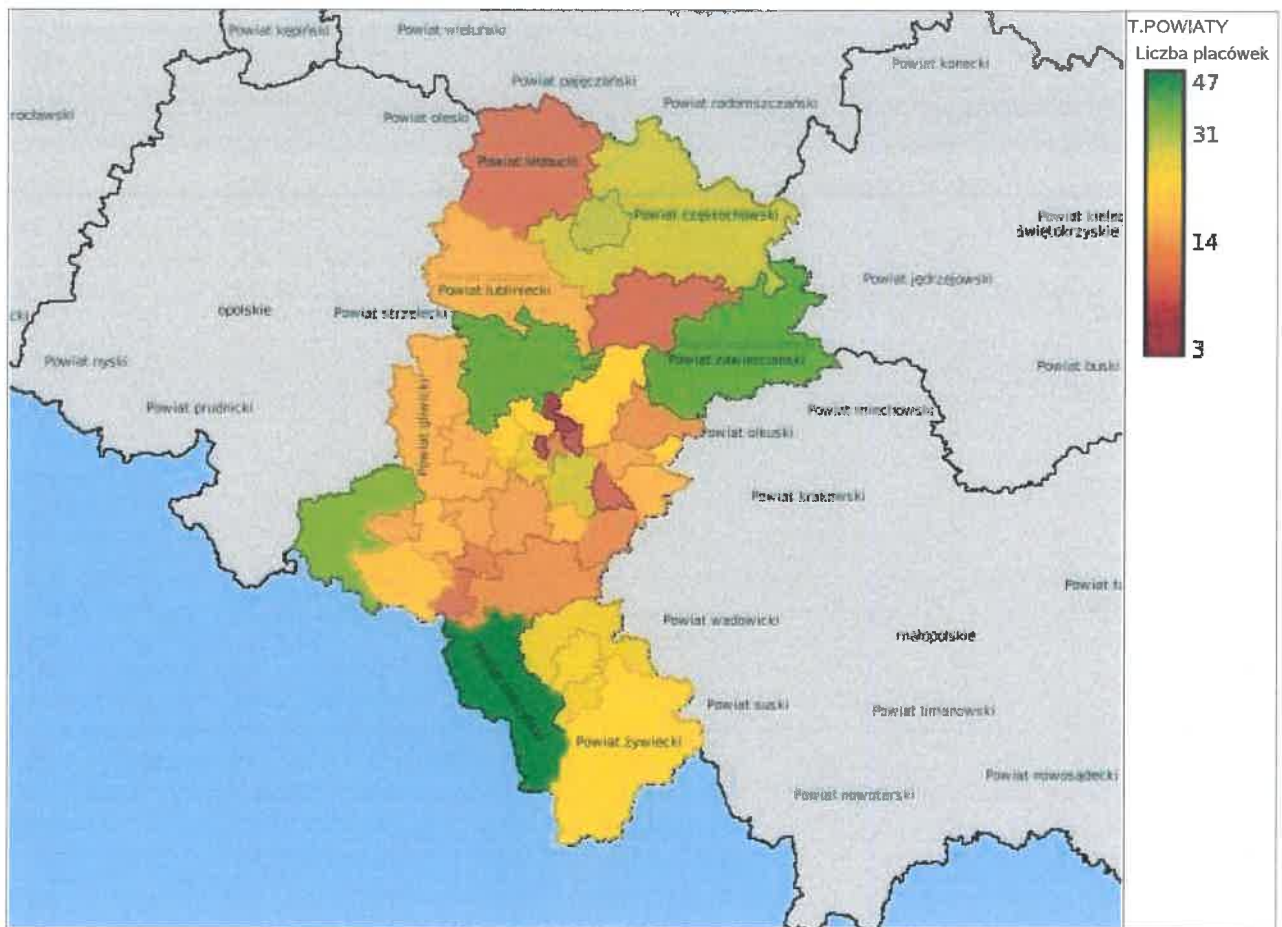 T.POWIATY
Liczba placówek
47
31
14
3
Powiat kępiński
Powiat wieluński
Powiat konecki
Powiat pajęczański
Powiat radomszczański
rocławski
Powiat oleski
Powiat kłobucki
Powiat częstochowski
Powiat kielec
świętokrzyskie
Powiat jędrzejowski
Powiat lubliniecki
opolskie
Powiat strzelecki
cki
Powiat nyski
Powiat zawierciański
Powiat buski
Powiat prudnicki
Powiat miechowski
Powiat gliwicki
Powiat olkuski
Powiat krakowski
Powiat wadowicki
małopolskie
Powiat suski
Powiat limanowski
Powiat żywiecki
Powiat nowosądecki
Powiat nowotarski